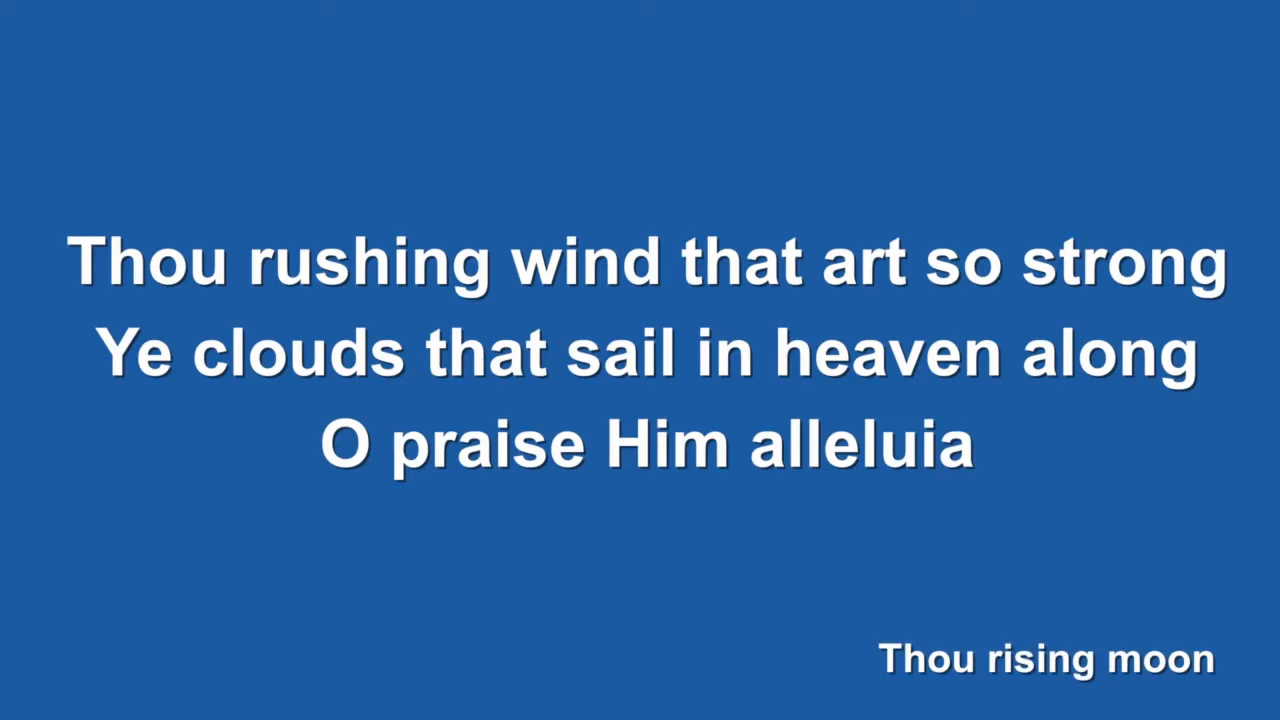 Thou rushing wind that art so strong
Ye clouds that sail in heaven along
O praise Him alleluia
Thou rising moon